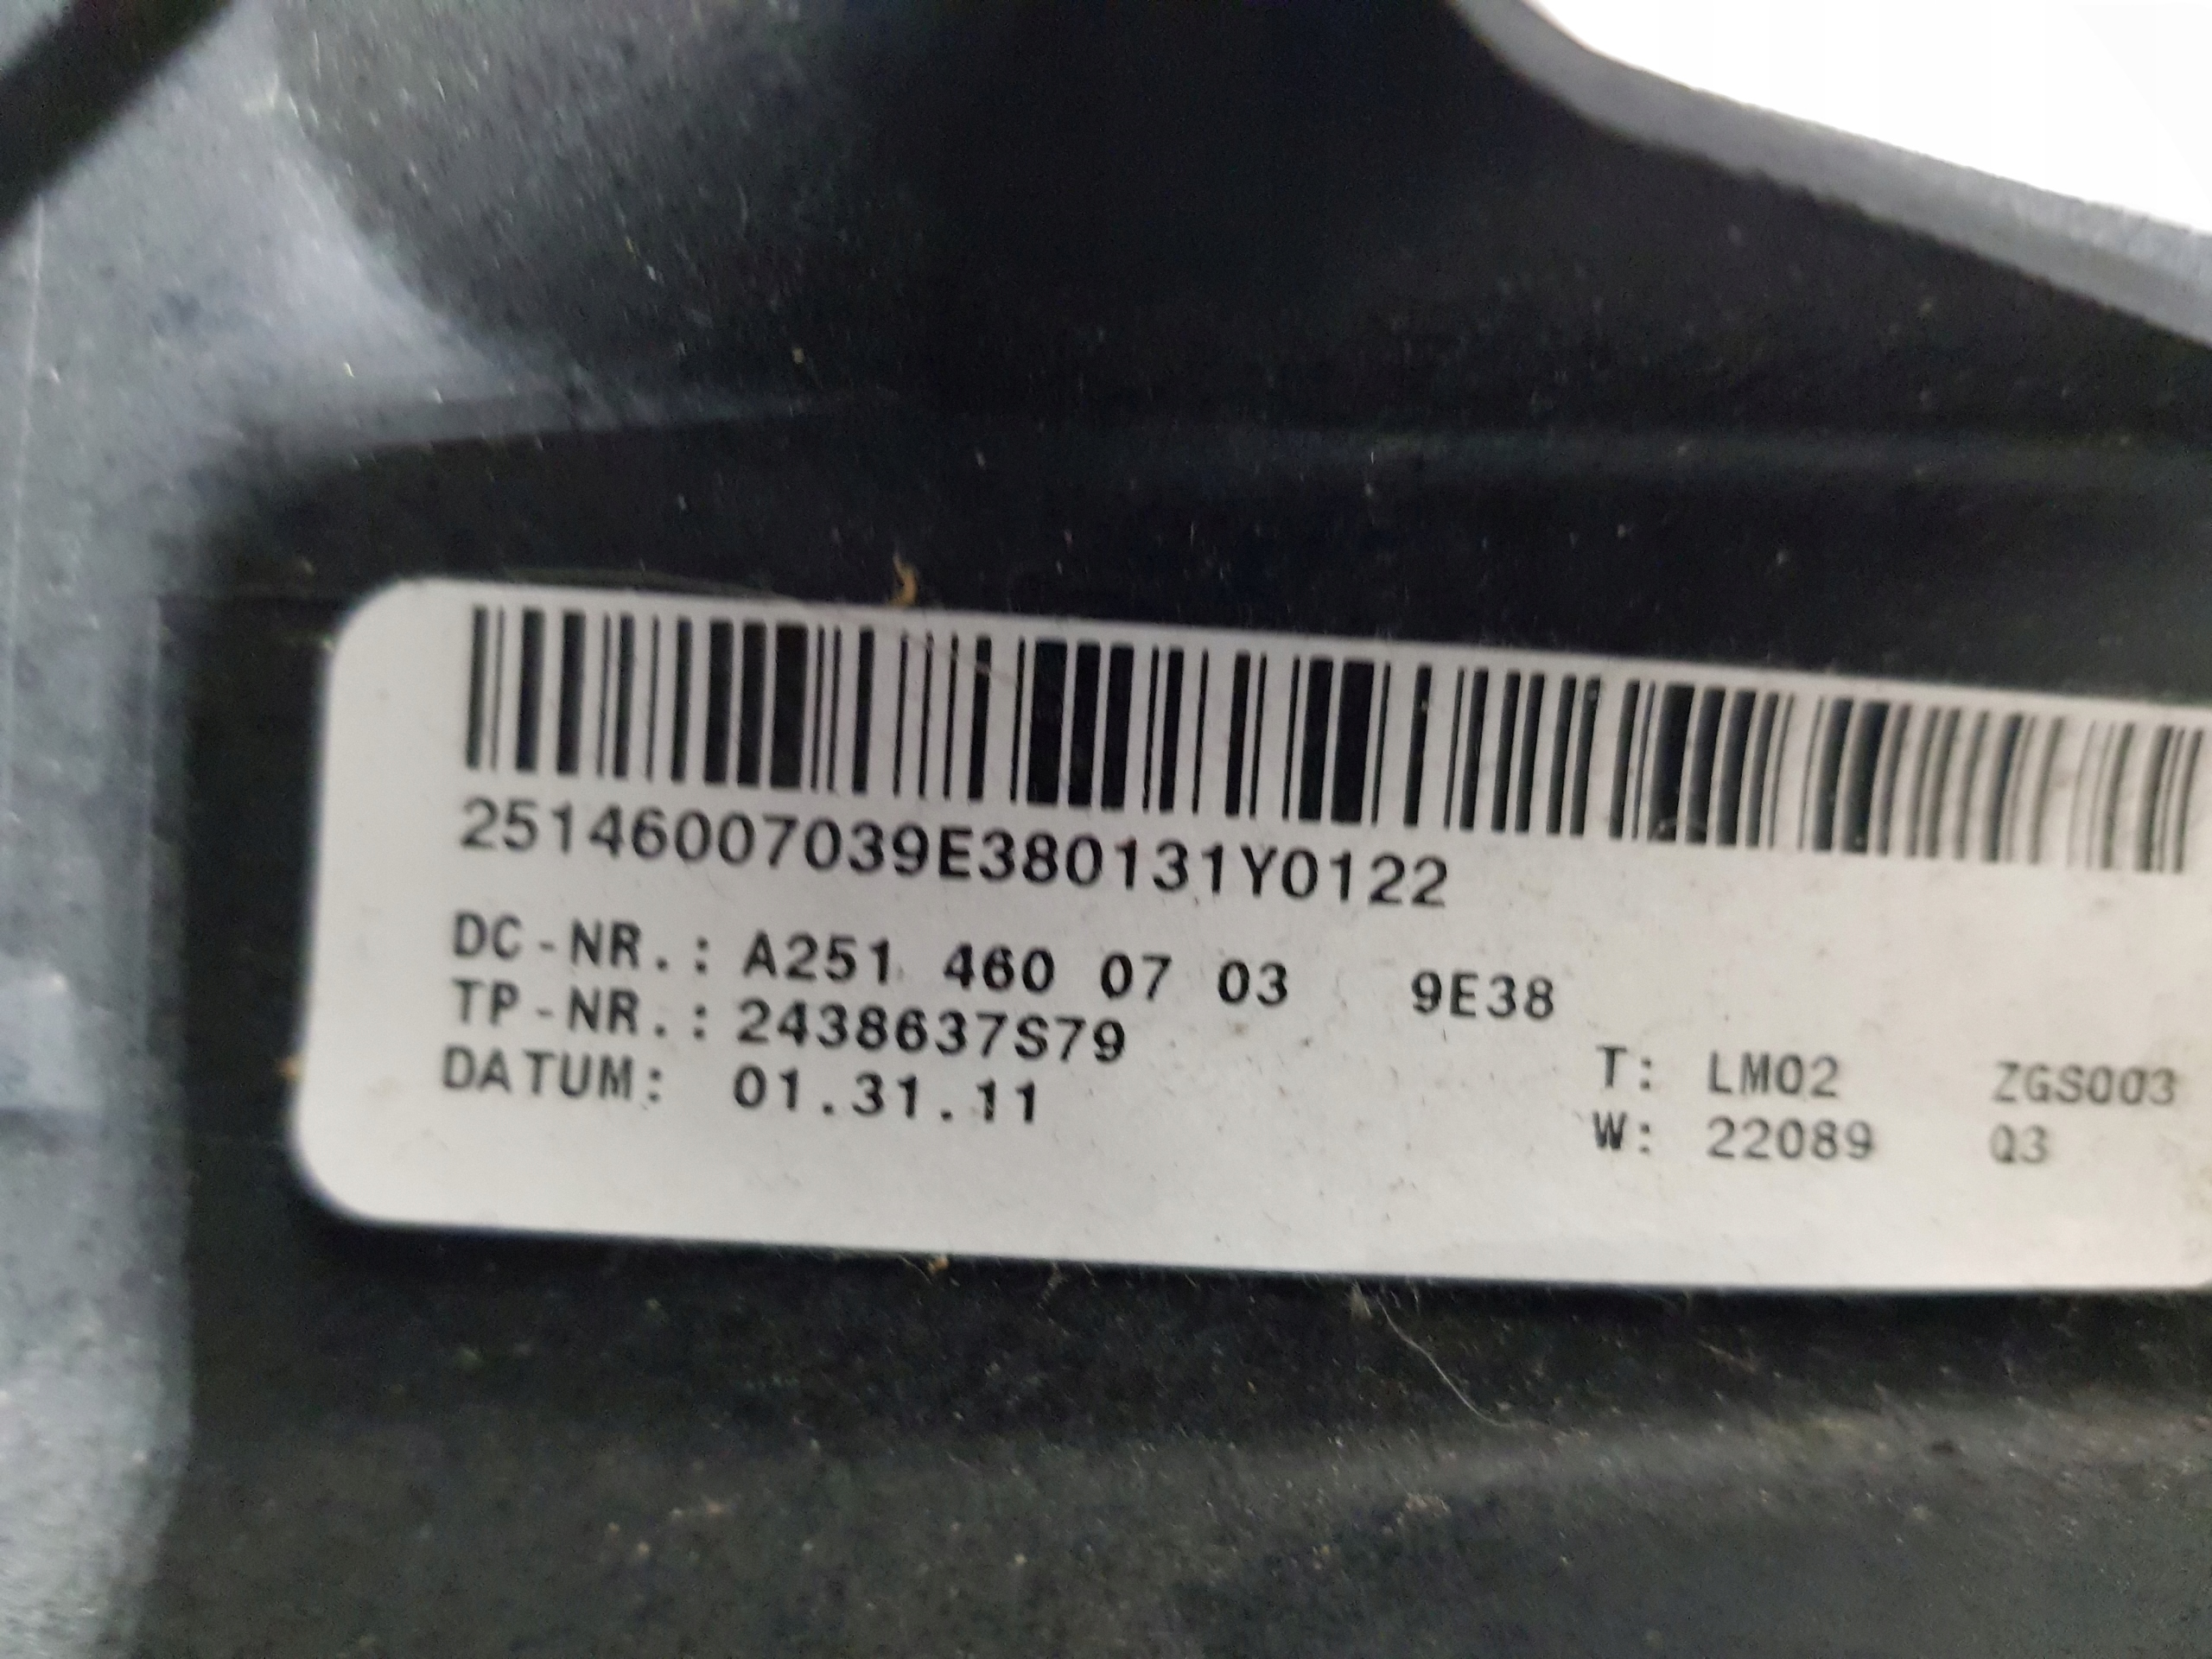 25146007039E380131Y0122
DC-NR.: A251 460 07 03 9E38
TP-NR.: 2438637S79
DATUM: 01.31.11
T: LM02 ZGS003
W: 22089 Q3